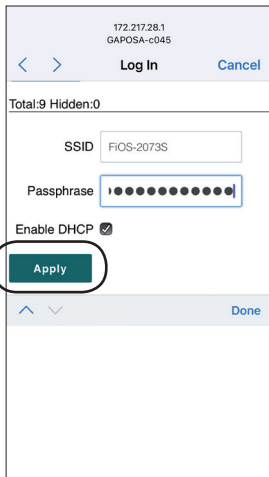 172.217.28.1
GAPOSA-c045
Log In Cancel
Total:9 Hidden:0
SSID FiOS-2073S
Passphrase
Enable DHCP
Apply
Done